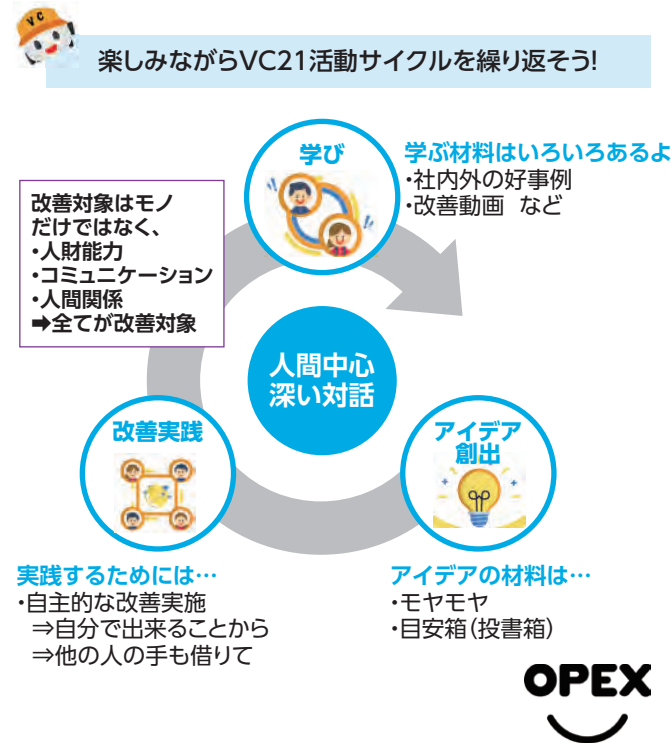 VC
楽しみながらVC21活動サイクルを繰り返そう!
学び
学ぶ材料はいろいろあるよ
・社内外の好事例
・改善動画 など
改善対象はモノ
だけではなく、
・人財能力
・コミュニケーション
・人間関係
➡全てが改善対象
人間中心
深い対話
改善実践
アイデア
創出
実践するためには…
・自主的な改善実施
⇒自分で出来ることから
⇒他の人の手も借りて
アイデアの材料は…
・モヤモヤ
・目安箱(投書箱)
OPEX